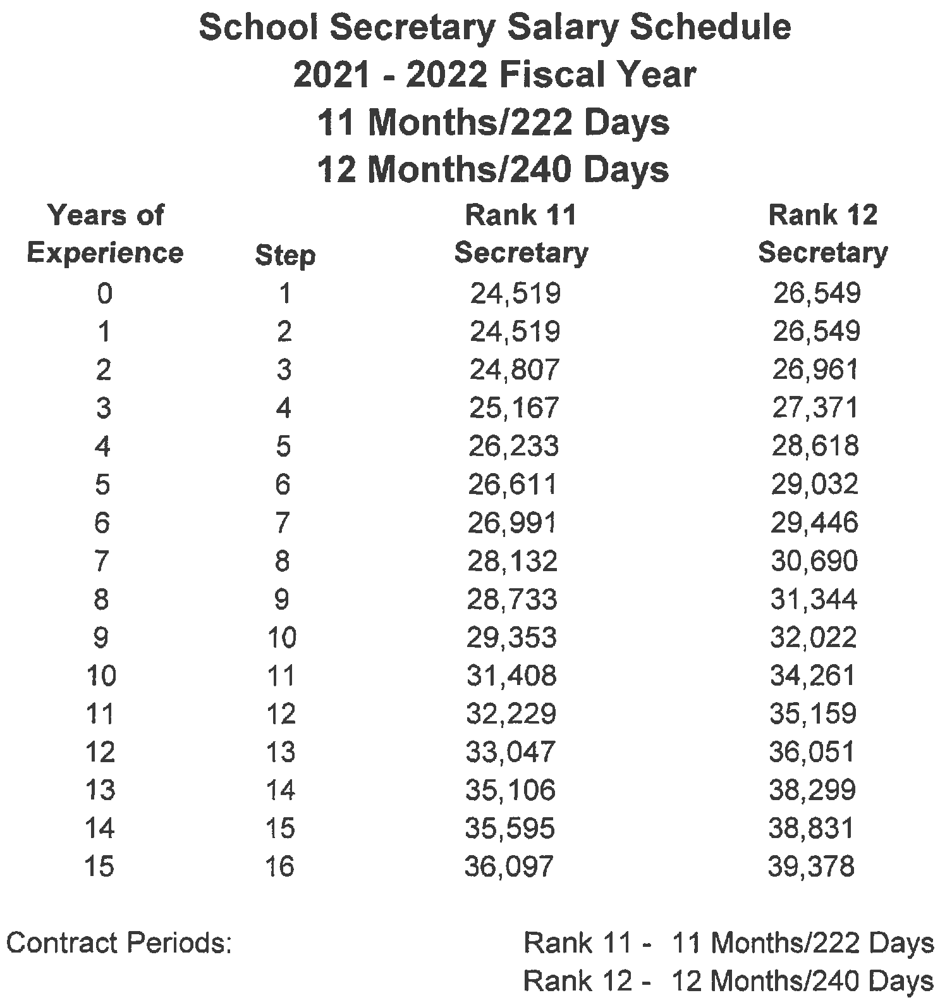 School Secretary Salary Schedule
2021 - 2022 Fiscal Year
11 Months/222 Days
12 Months/240 Days
Years of Rank 11 Rank 12
Experience Step Secretary Secretary
0 1 24,519 26,549
1 2 24,519 26,549
2 3 24,807 26,961
3 4 25,167 27,371
4 5 26,233 28,618
5 6 26,611 29,032
6 7 26,991 29,446
7 8 28,132 30,690
8 9 28,733 31,344
9 10 29,353 32,022
10 11 31,408 34,261
11 12 32,229 35,159
12 13 33,047 36,051
13 14 35,106 38,299
14 15 35,595 38,831
15 16 36,097 39,378
Contract Periods: Rank 11 - 11 Months/222 Days
Rank 12 - 12 Months/240 Days